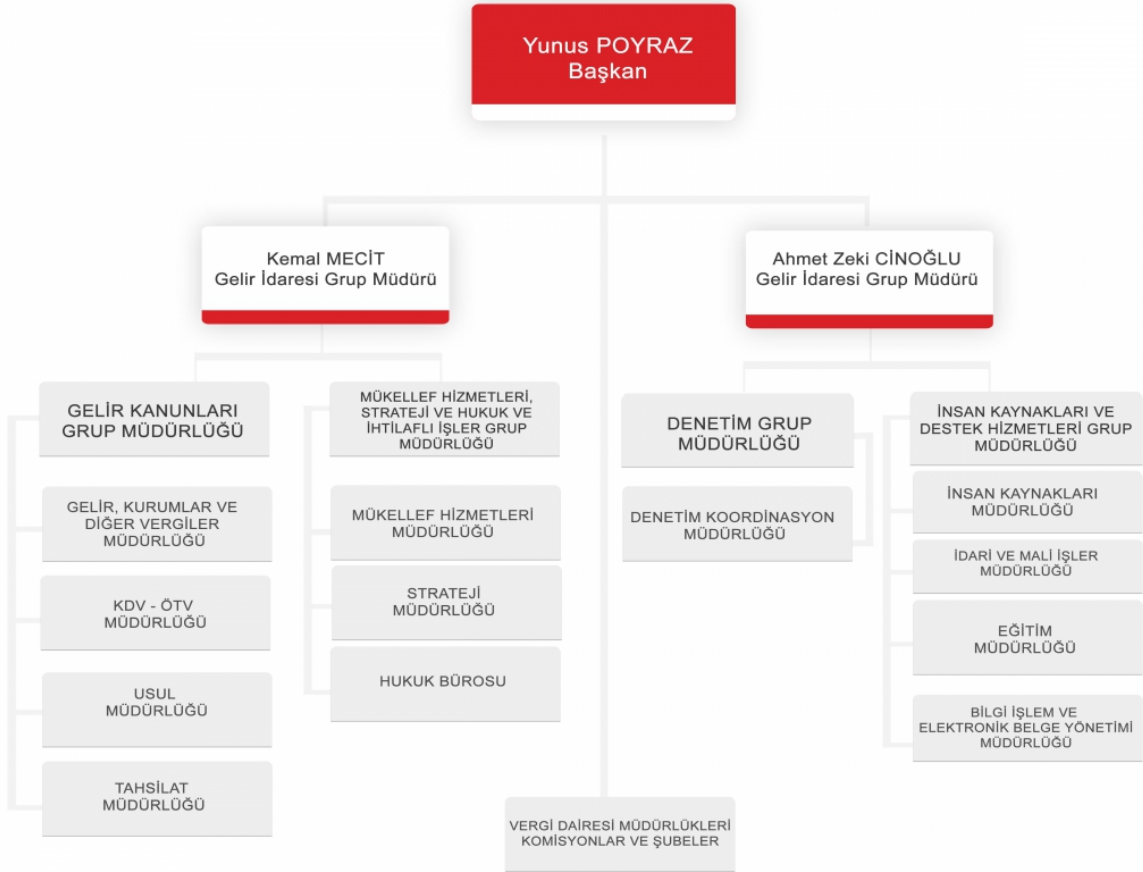 Yunus POYRAZ
Başkan
Kemal MECİT
Gelir İdaresi Grup Müdürü
Ahmet Zeki CİNOĞLU
Gelir İdaresi Grup Müdürü
GELİR KANUNLARI
GRUP MÜDÜRLÜĞÜ
GELİR, KURUMLAR VE
DİĞER VERGİLER
MÜDÜRLÜĞÜ
KDV - ÖTV
MÜDÜRLÜĞÜ
USUL
MÜDÜRLÜĞÜ
TAHSİLAT
MÜDÜRLÜĞÜ
MÜKELLEF HİZMETLERİ,
STRATEJİ VE HUKUK VE
İHTİLAFLI İŞLER GRUP
MÜDÜRLÜĞÜ
MÜKELLEF HİZMETLERİ
MÜDÜRLÜĞÜ
STRATEJİ
MÜDÜRLÜĞÜ
HUKUK BÜROSU
DENETİM GRUP
MÜDÜRLÜĞÜ
DENETİM KOORDİNASYON
MÜDÜRLÜĞÜ
İNSAN KAYNAKLARI VE
DESTEK HİZMETLERİ GRUP
MÜDÜRLÜĞÜ
İNSAN KAYNAKLARI
MÜDÜRLÜĞÜ
İDARİ VE MALİ İŞLER
MÜDÜRLÜĞÜ
EĞİTİM
MÜDÜRLÜĞÜ
BİLGİ İŞLEM VE
ELEKTRONİK BELGE YÖNETİMİ
MÜDÜRLÜĞÜ
VERGİ DAİRESİ MÜDÜRLÜKLERİ
KOMİSYONLAR VE ŞUBELER